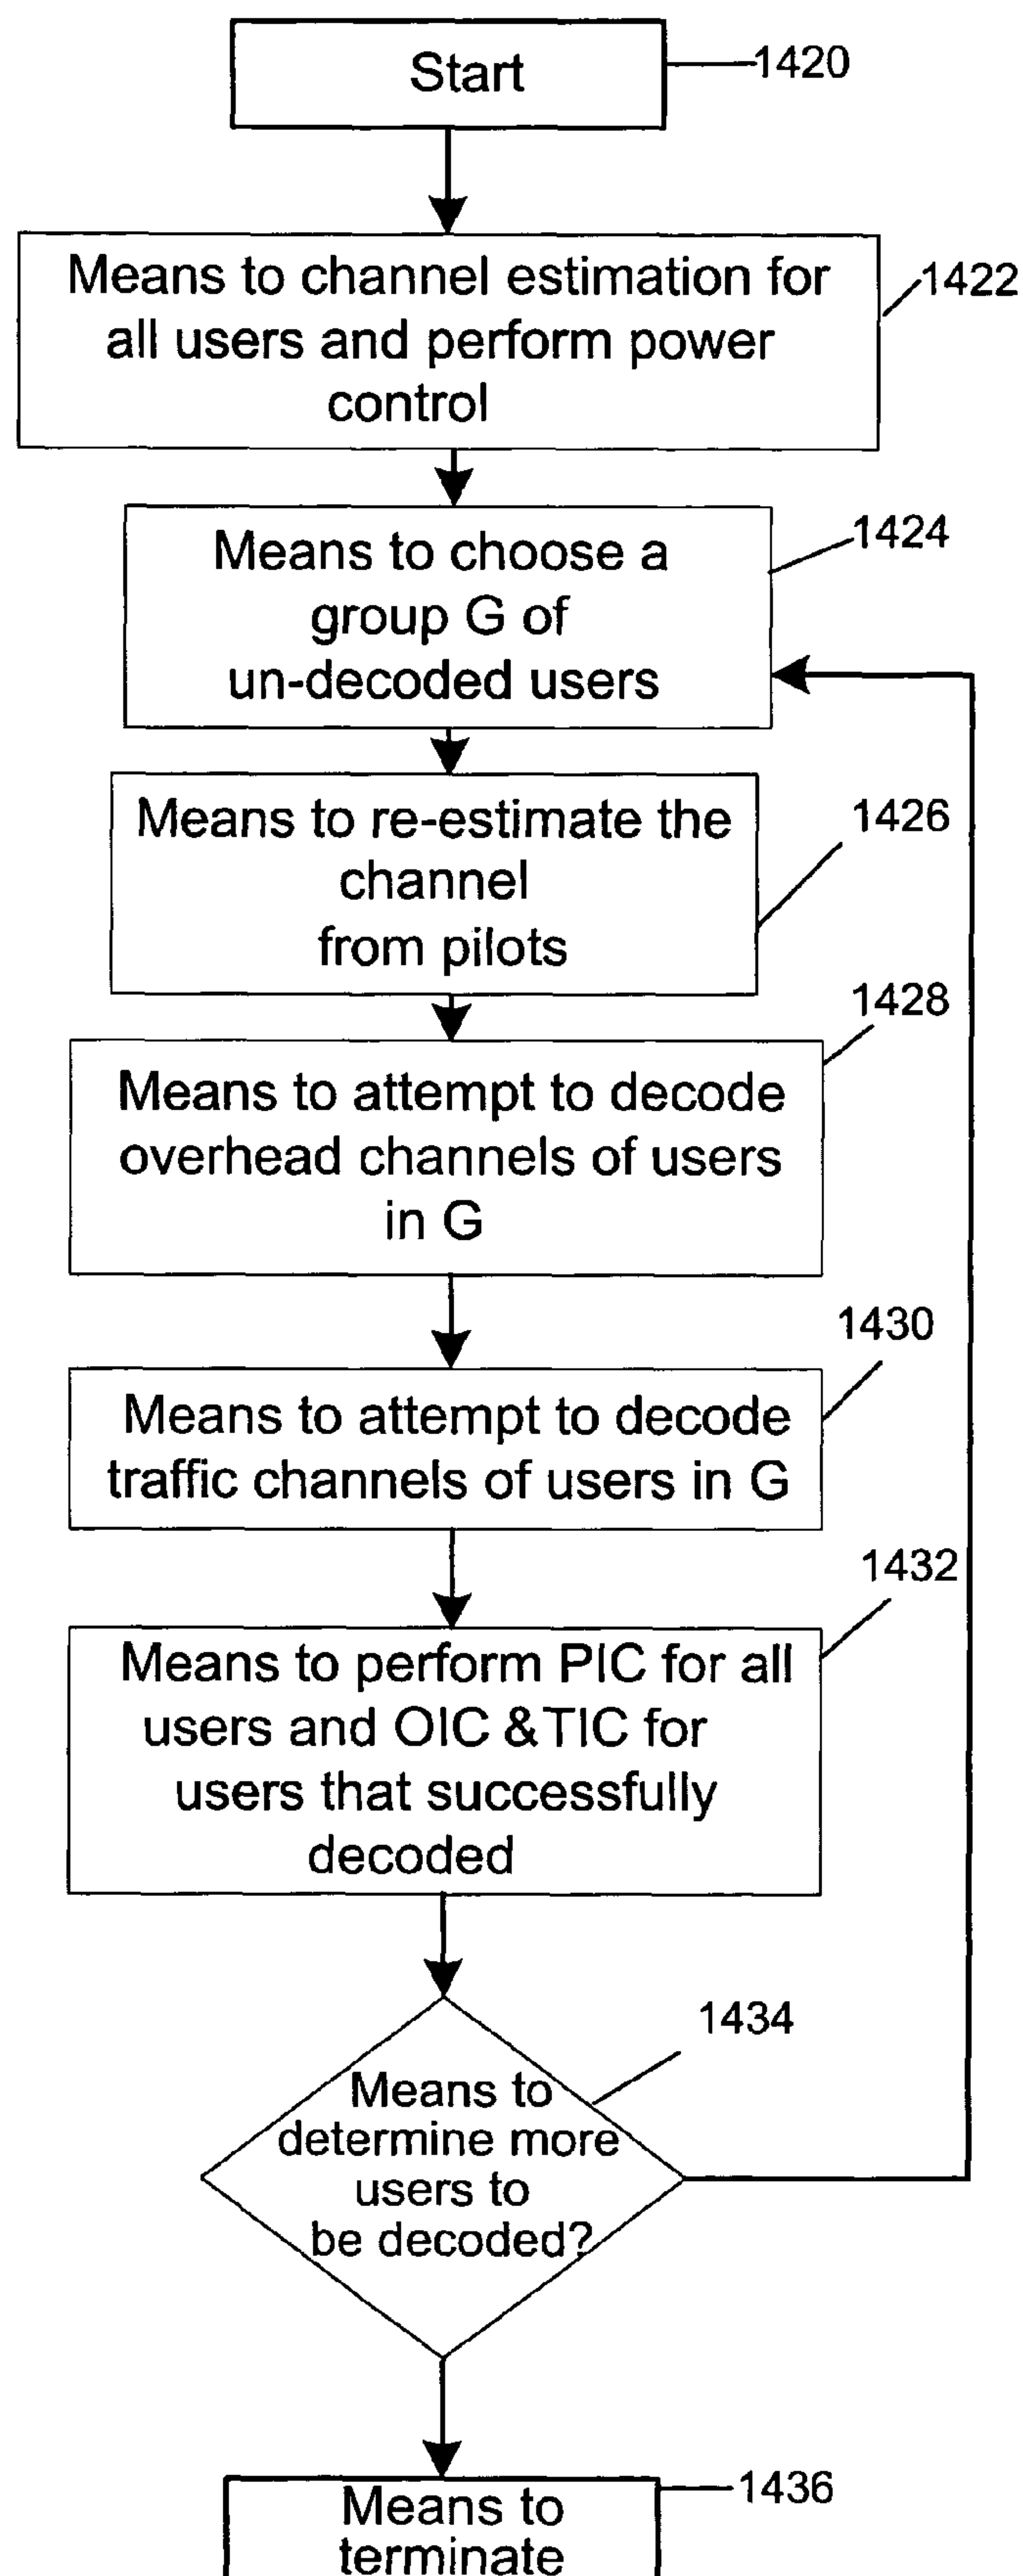 Start
1420
Means to channel estimation for
all users and perform power
control
1422
Means to choose a
group G of
un-decoded users
1424
Means to re-estimate the
channel
from pilots
1426
Means to attempt to decode
overhead channels of users
in G
1428
Means to attempt to decode
traffic channels of users in G
1430
Means to perform PIC for all
users and OIC &TIC for
users that successfully
decoded
1432
Means to
determine more
users to
be decoded?
1434
Means to
terminate
1436